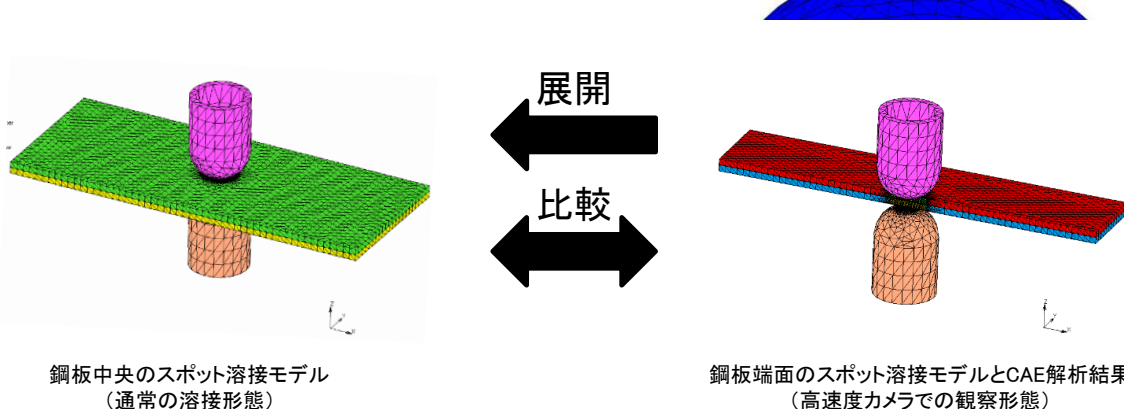 展開
比較
鋼板中央のスポット溶接モデル
(通常の溶接形態)
鋼板端面のスポット溶接モデルとCAE解析結果
(高速度カメラでの観察形態)